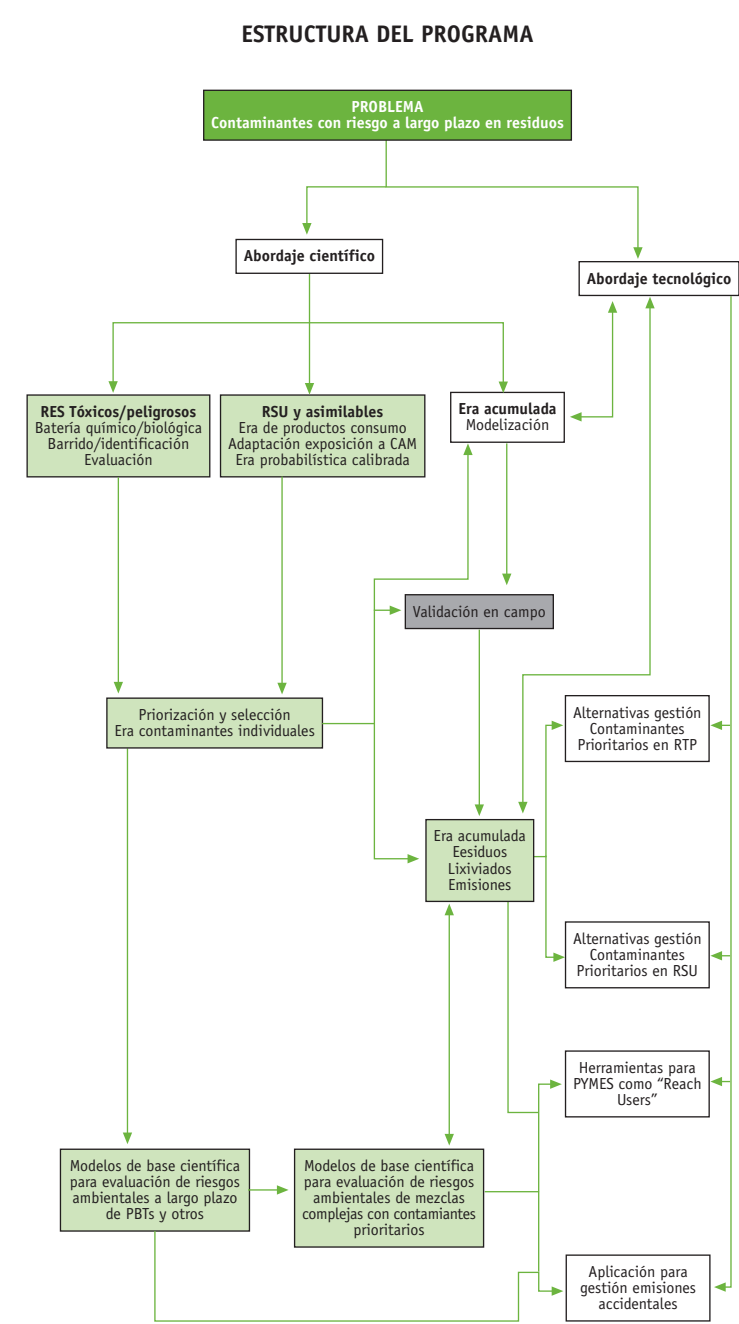 ESTRUCTURA DEL PROGRAMA
PROBLEMA
Contaminantes con riesgo a largo plazo en residuos
Abordaje científico
Abordaje tecnológico
RES Tóxicos/peligrosos
Batería químico/biológica
Barrido/identificación
Evaluación
RSU y asimilables
Era de productos consumo
Adaptación exposición a CAM
Era probabilística calibrada
Era acumulada
Modelización
Validación en campo
Priorización y selección
Era contaminantes individuales
Alternativas gestión
Contaminantes
Prioritarios en RTP
Era acumulada
Eesiduos
Lixiviados
Emisiones
Alternativas gestión
Contaminantes
Prioritarios en RSU
Herramientas para
PYMES como “Reach
Users”
Modelos de base científica
para evaluación de riesgos
ambientales a largo plazo
de PBTs y otros
Modelos de base científica
para evaluación de riesgos
ambientales de mezclas
complejas con contamiantes
prioritarios
Aplicación para
gestión emisiones
accidentales